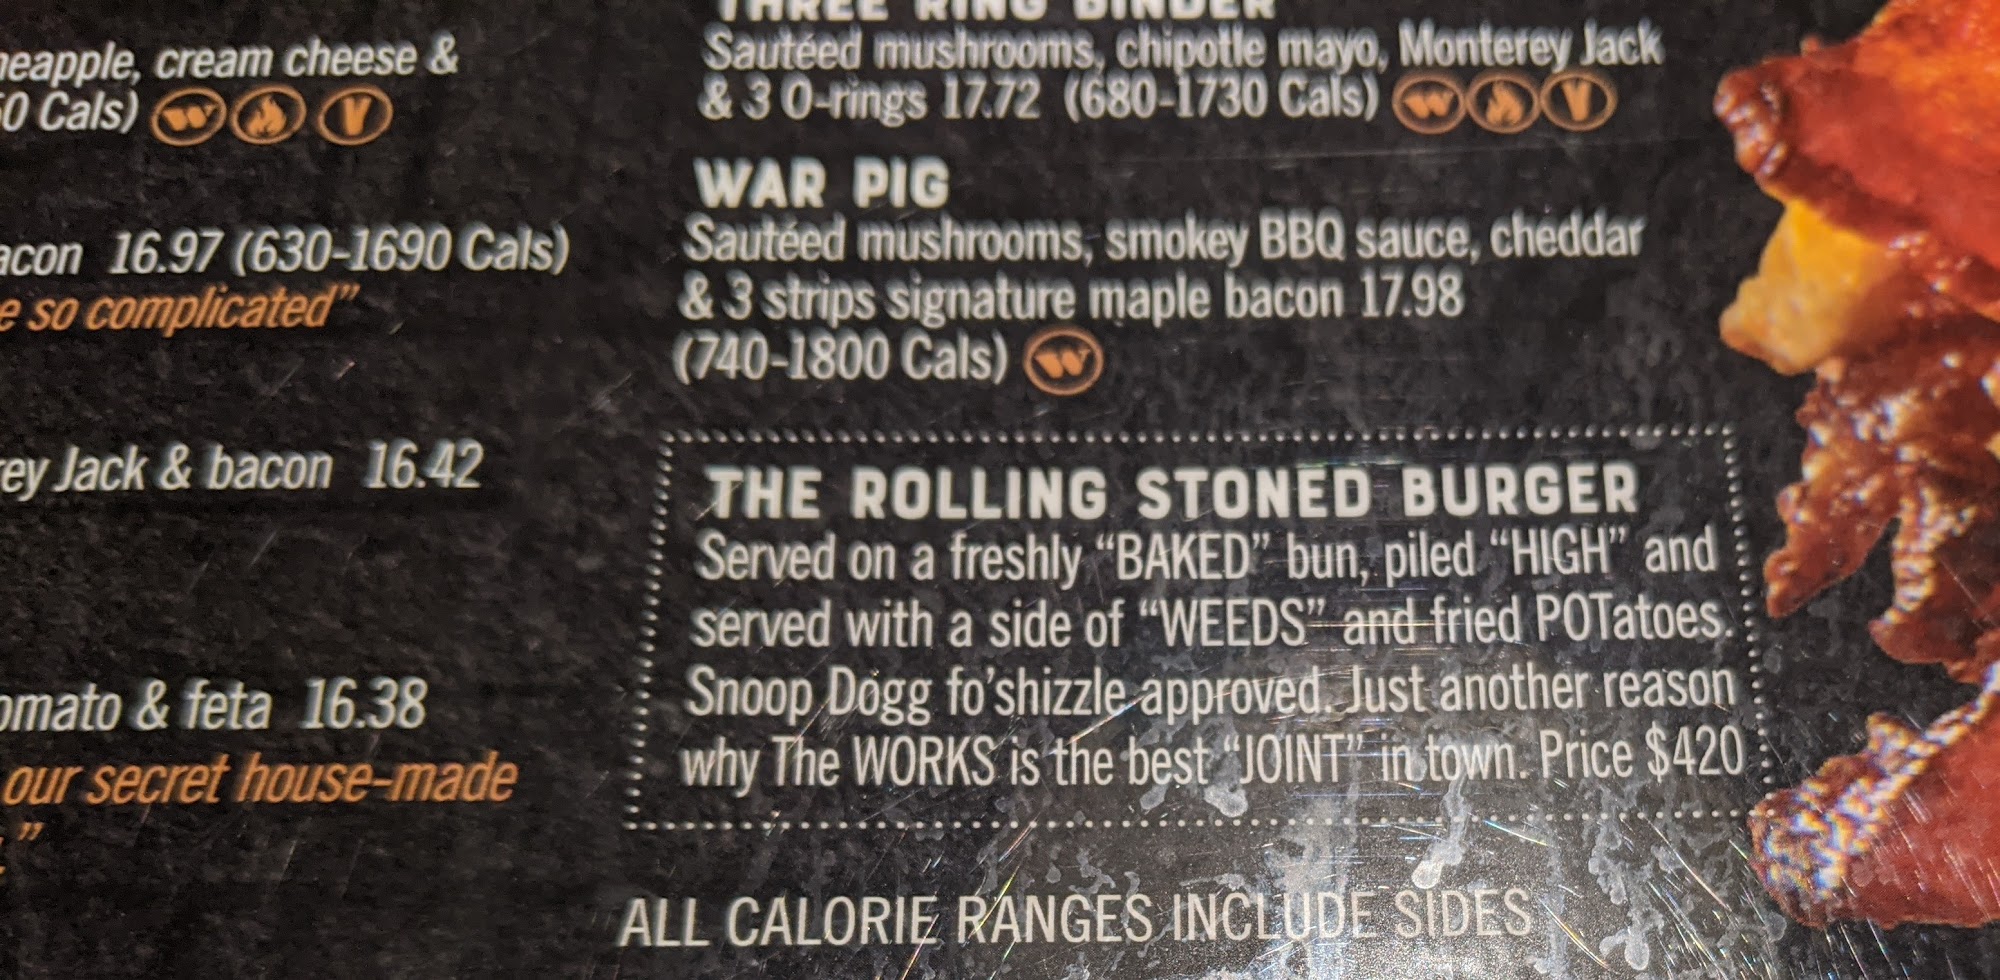 neapple, cream cheese &
50 Cals)
acon 16.97 (630-1690 Cals)
e so complicated”
rey Jack & bacon 16.42
omato & feta 16.38
our secret house-made
.”
THREE RING BINDER
Sautéed mushrooms, chipotle mayo, Monterey Jack
& 3 O-rings 17.72 (680-1730 Cals) W V
WAR PIG
Sautéed mushrooms, smokey BBQ sauce, cheddar
& 3 strips signature maple bacon 17.98
(740-1800 Cals) W
THE ROLLING STONED BURGER
Served on a freshly “BAKED” bun, piled “HIGH” and
served with a side of “WEEDS” and fried POTatoes.
Snoop Dogg fo’shizzle approved. Just another reason
why The WORKS is the best “JOINT” in town. Price $420
ALL CALORIE RANGES INCLUDE SIDES